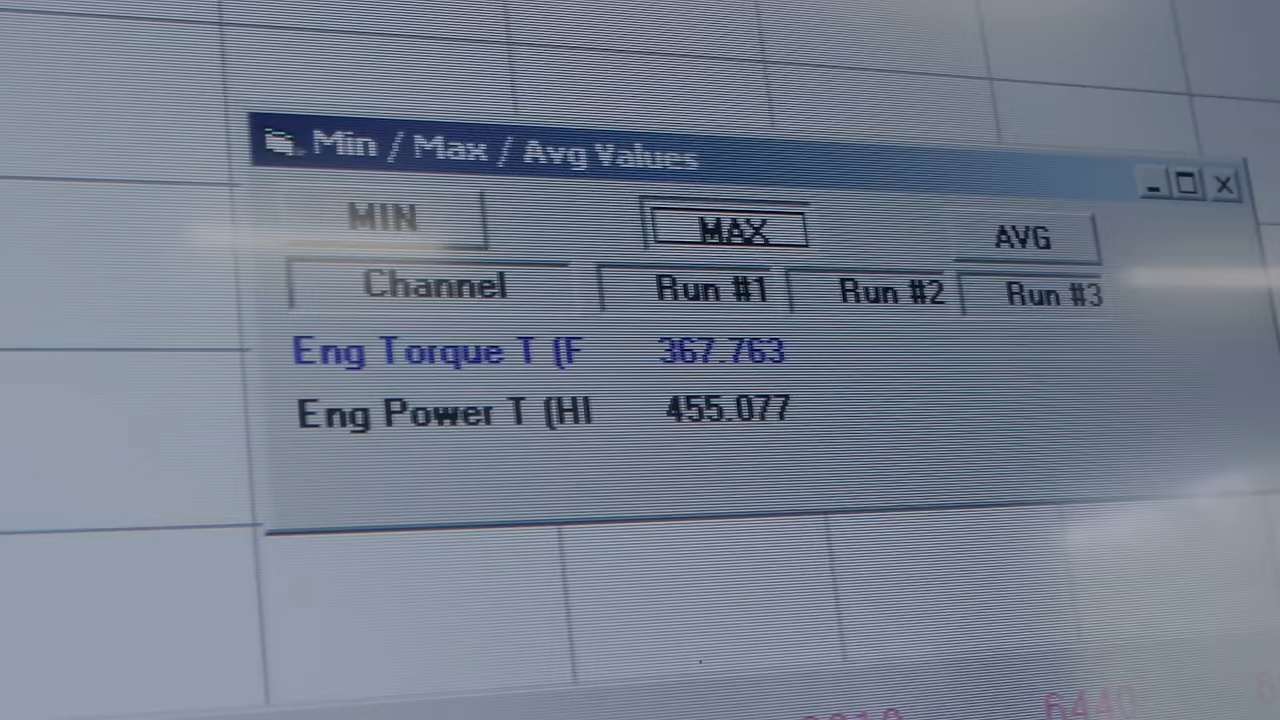 Min / Max / Avg Values
MIN MAX AVG
Channel Run #1 Run #2 Run #3
Eng Torque T (F 367.763
Eng Power T (HI 455.077
6440